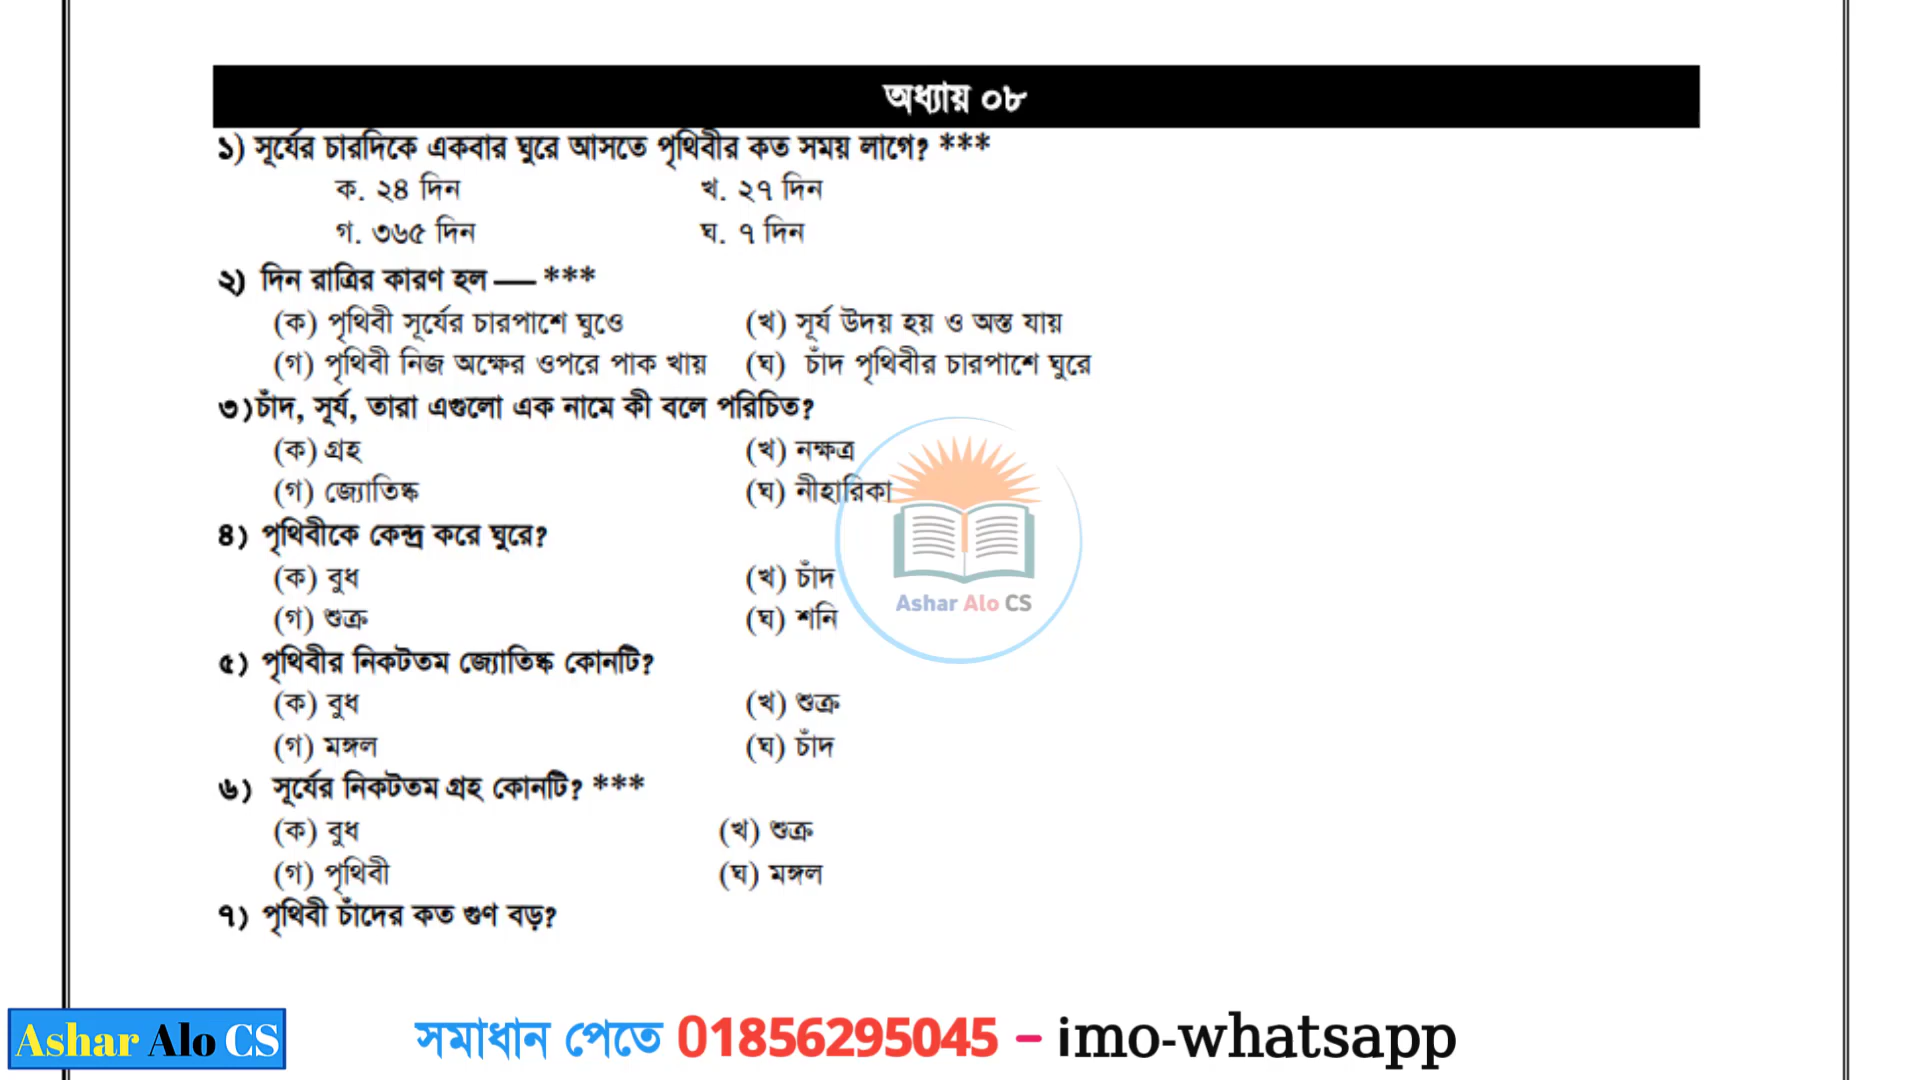 অধ্যায় ০৮
১) সূর্যের চারদিকে একবার ঘুরে আসতে পৃথিবীর কত সময় লাগে? ***
ক. ২৪ দিন খ. ২৭ দিন
গ. ৩৬৫ দিন ঘ. ৭ দিন
২) দিন রাত্রির কারণ হল — ***
(ক) পৃথিবী সূর্যের চারপাশে ঘুওে (খ) সূর্য উদয় হয় ও অস্ত যায়
(গ) পৃথিবী নিজ অক্ষের ওপরে পাক খায় (ঘ) চাঁদ পৃথিবীর চারপাশে ঘুরে
৩)চাঁদ, সূর্য, তারা এগুলো এক নামে কী বলে পরিচিত?
(ক) গ্রহ (খ) নক্ষত্র
(গ) জ্যোতিষ্ক (ঘ) নীহারিকা
৪) পৃথিবীকে কেন্দ্র করে ঘুরে?
(ক) বুধ (খ) চাঁদ
(গ) শুক্র (ঘ) শনি
Ashar Alo CS
৫) পৃথিবীর নিকটতম জ্যোতিষ্ক কোনটি?
(ক) বুধ (খ) শুক্র
(গ) মঙ্গল (ঘ) চাঁদ
৬) সূর্যের নিকটতম গ্রহ কোনটি? ***
(ক) বুধ (খ) শুক্র
(গ) পৃথিবী (ঘ) মঙ্গল
৭) পৃথিবী চাঁদের কত গুণ বড়?
Ashar Alo CS
সমাধান পেতে 01856295045 – imo-whatsapp